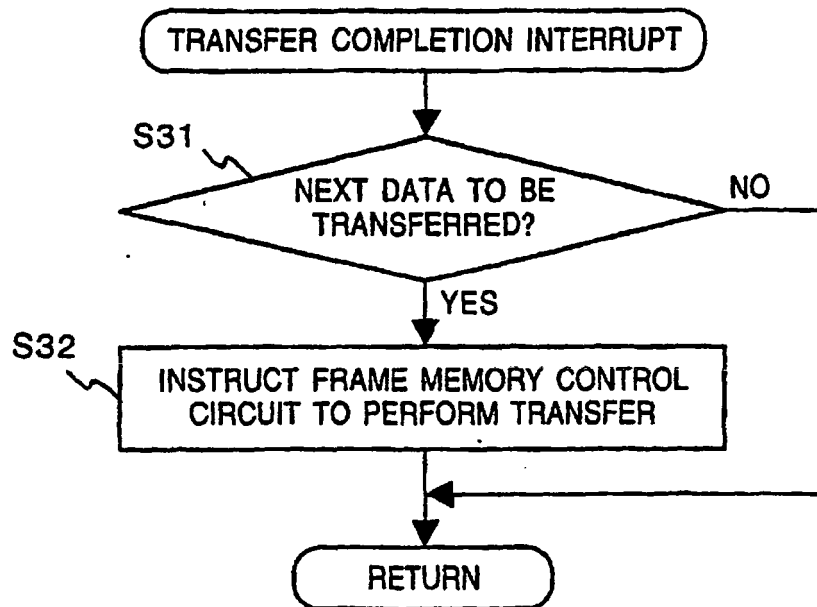 TRANSFER COMPLETION INTERRUPT
S31
NEXT DATA TO BE
TRANSFERRED?
NO
YES
S32
INSTRUCT FRAME MEMORY CONTROL
CIRCUIT TO PERFORM TRANSFER
RETURN